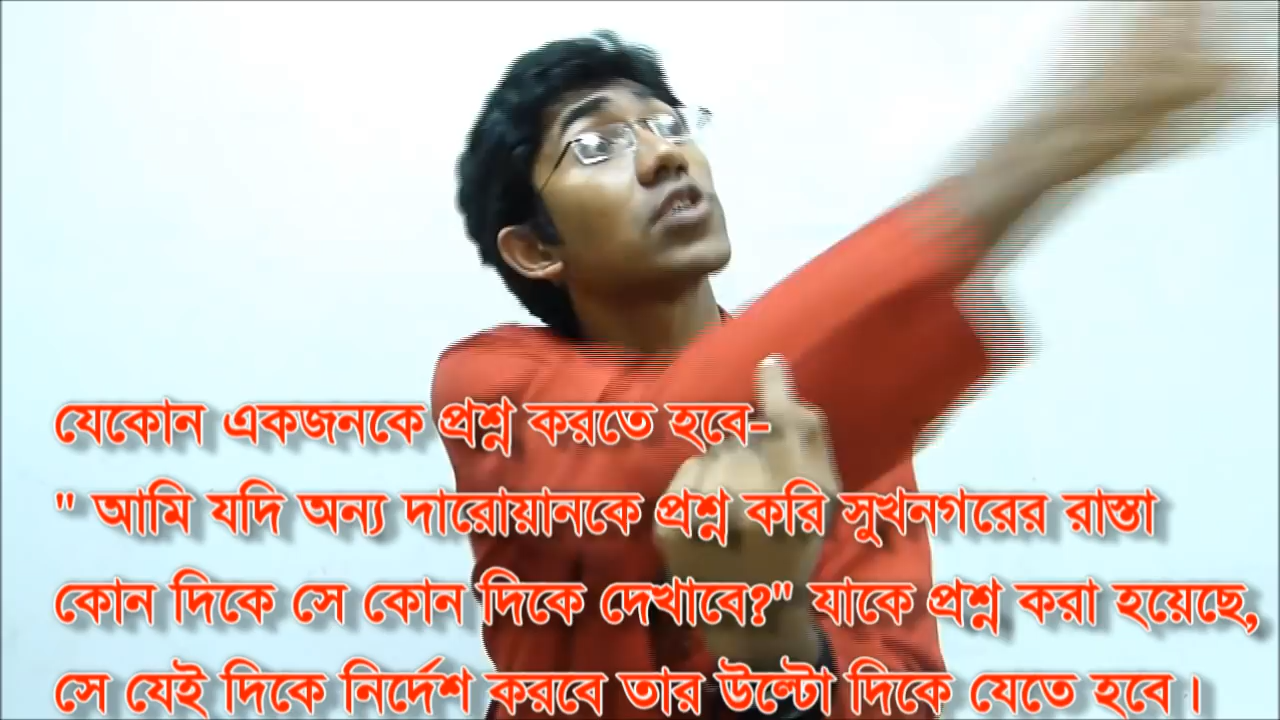 যেকোন একজনকে প্রশ্ন করতে হবে-
" আমি যদি অন্য দারোয়ানকে প্রশ্ন করি সুখনগরের রাস্তা
কোন দিকে সে কোন দিকে দেখাবে?" যাকে প্রশ্ন করা হয়েছে,
সে যেই দিকে নির্দেশ করবে তার উল্টো দিকে যেতে হবে।